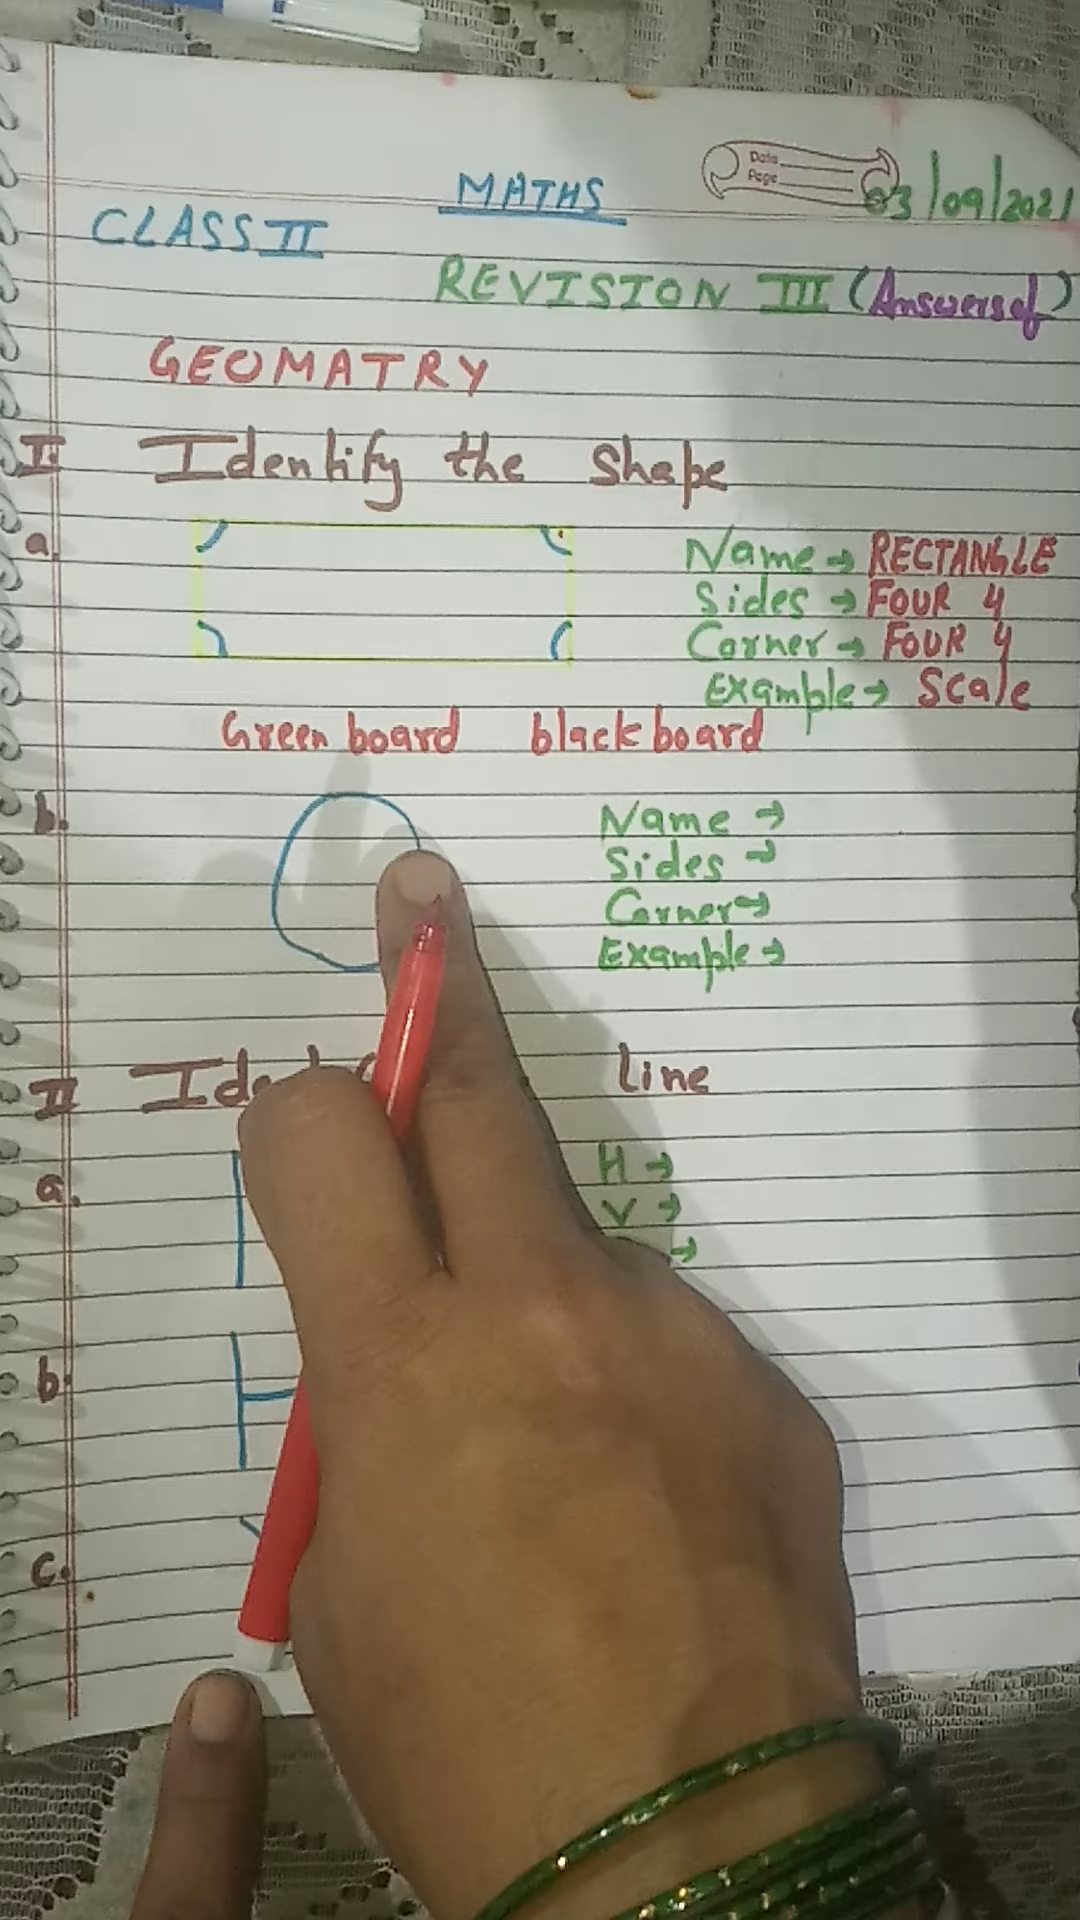 Date
Page
03/09/2021
MATHS
CLASS II
REVISION III (Answers of)
GEOMATRY
I. Identify the Shape
a.
Name → RECTANGLE
Sides → FOUR 4
Corner → FOUR 4
Example → Scale
Green board black board
b.
Name →
Sides →
Corner →
Example →
II Line
a.
H →
V →
→
b.
c.